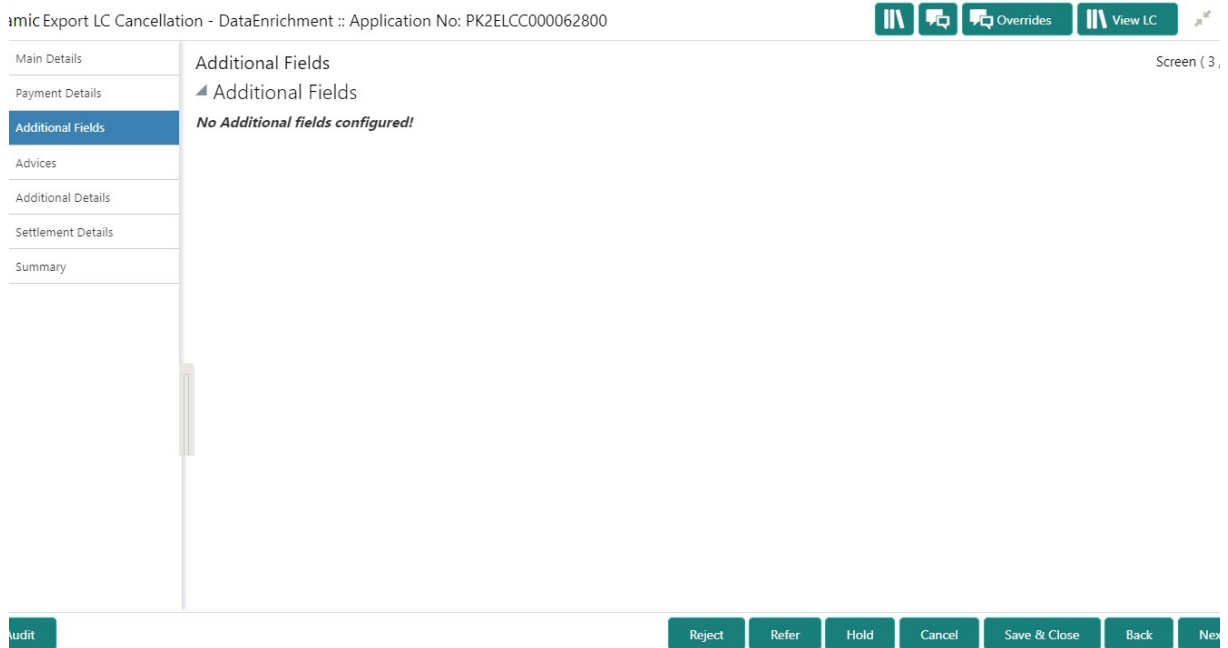 amic Export LC Cancellation - DataEnrichment :: Application No: PK2ELCC000062800
Overrides
View LC
Main Details
Payment Details
Additional Fields
Advices
Additional Details
Settlement Details
Summary
Additional Fields
Screen ( 3 ,
Additional Fields
No Additional fields configured!
Audit
Reject
Refer
Hold
Cancel
Save & Close
Back
Nex